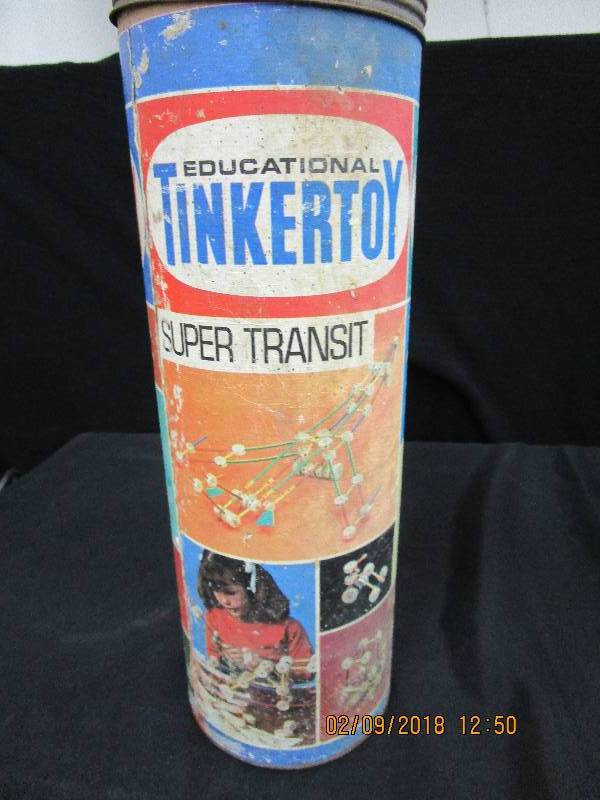 EDUCATIONAL
TINKERTOY
SUPER TRANSIT
02/09/2018 12:50